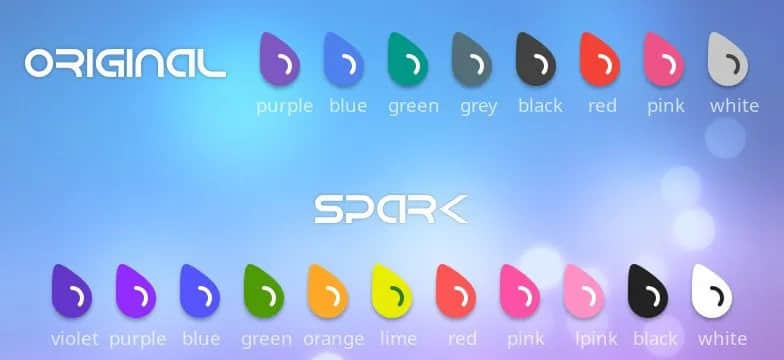 ORIGINAL
purple blue green grey black red pink white
SPARK
violet purple blue green orange lime red pink lpink black white